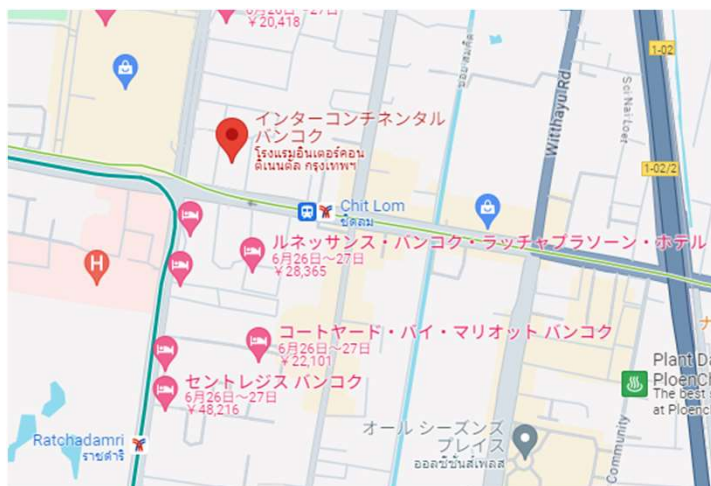 6月26日～27日
￥20,418
1-02
ซอย สมคิด
Witthayu Rd
Soi Nai Loet
インターコンチネンタル
バンコク
โรงแรมอินเตอร์คอน
ติเนนตัล กรุงเทพฯ
1-02/2
Chit Lom
ชิดลม
ルネッサンス・バンコク・ラッチャプラソーン・ホテル
6月26日～27日
￥28,365
H
コートヤード・バイ・マリオット バンコク
6月26日～27日
￥22,101
セントレジス バンコク
6月26日～27日
￥48,216
ナ
Plant Da
PloenCh
The best s
at Ploenc
オール シーズンズ
プレイス
ออลซีซั่นส์เพลส
Community
Ratchadamri
ราชดำริ